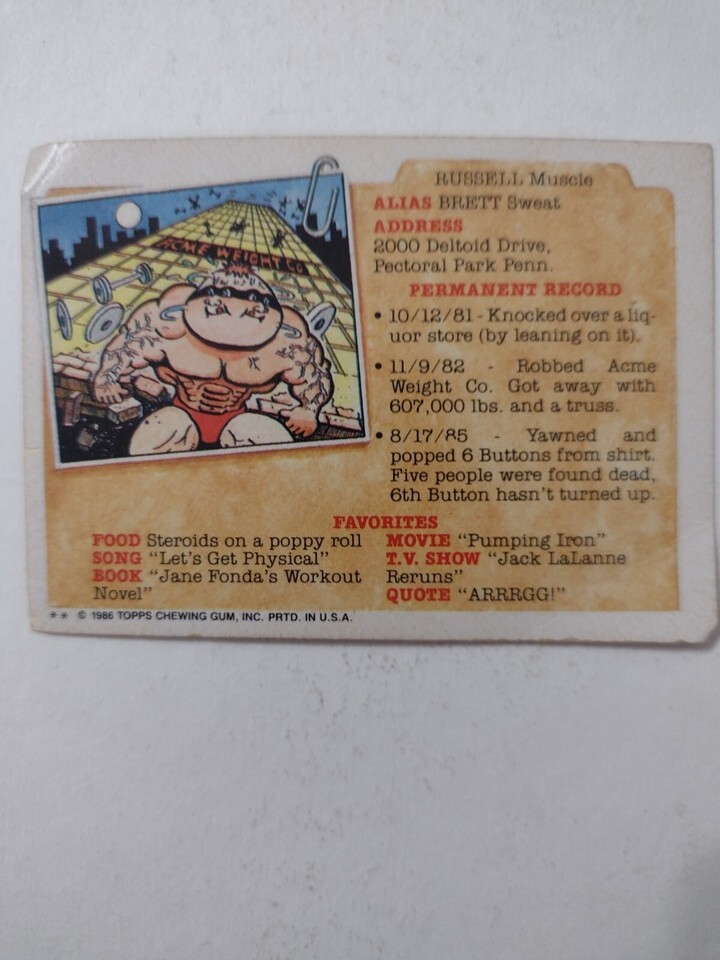 ACME WEIGHT CO
RUSSELL Muscle
ALIAS BRETT Sweat
ADDRESS
2000 Deltoid Drive,
Pectoral Park Penn.
PERMANENT RECORD
• 10/12/81 - Knocked over a liq-
uor store (by leaning on it).
• 11/9/82 - Robbed Acme
Weight Co. Got away with
607,000 lbs. and a truss.
• 8/17/85 - Yawned and
popped 6 Buttons from shirt.
Five people were found dead,
6th Button hasn't turned up.
FAVORITES
FOOD Steroids on a poppy roll
SONG "Let's Get Physical"
BOOK "Jane Fonda's Workout
Novel"
MOVIE "Pumping Iron"
T.V. SHOW "Jack LaLanne
Reruns"
QUOTE "ARRRGG!"
** © 1986 TOPPS CHEWING GUM, INC. PRTD. IN U.S.A.